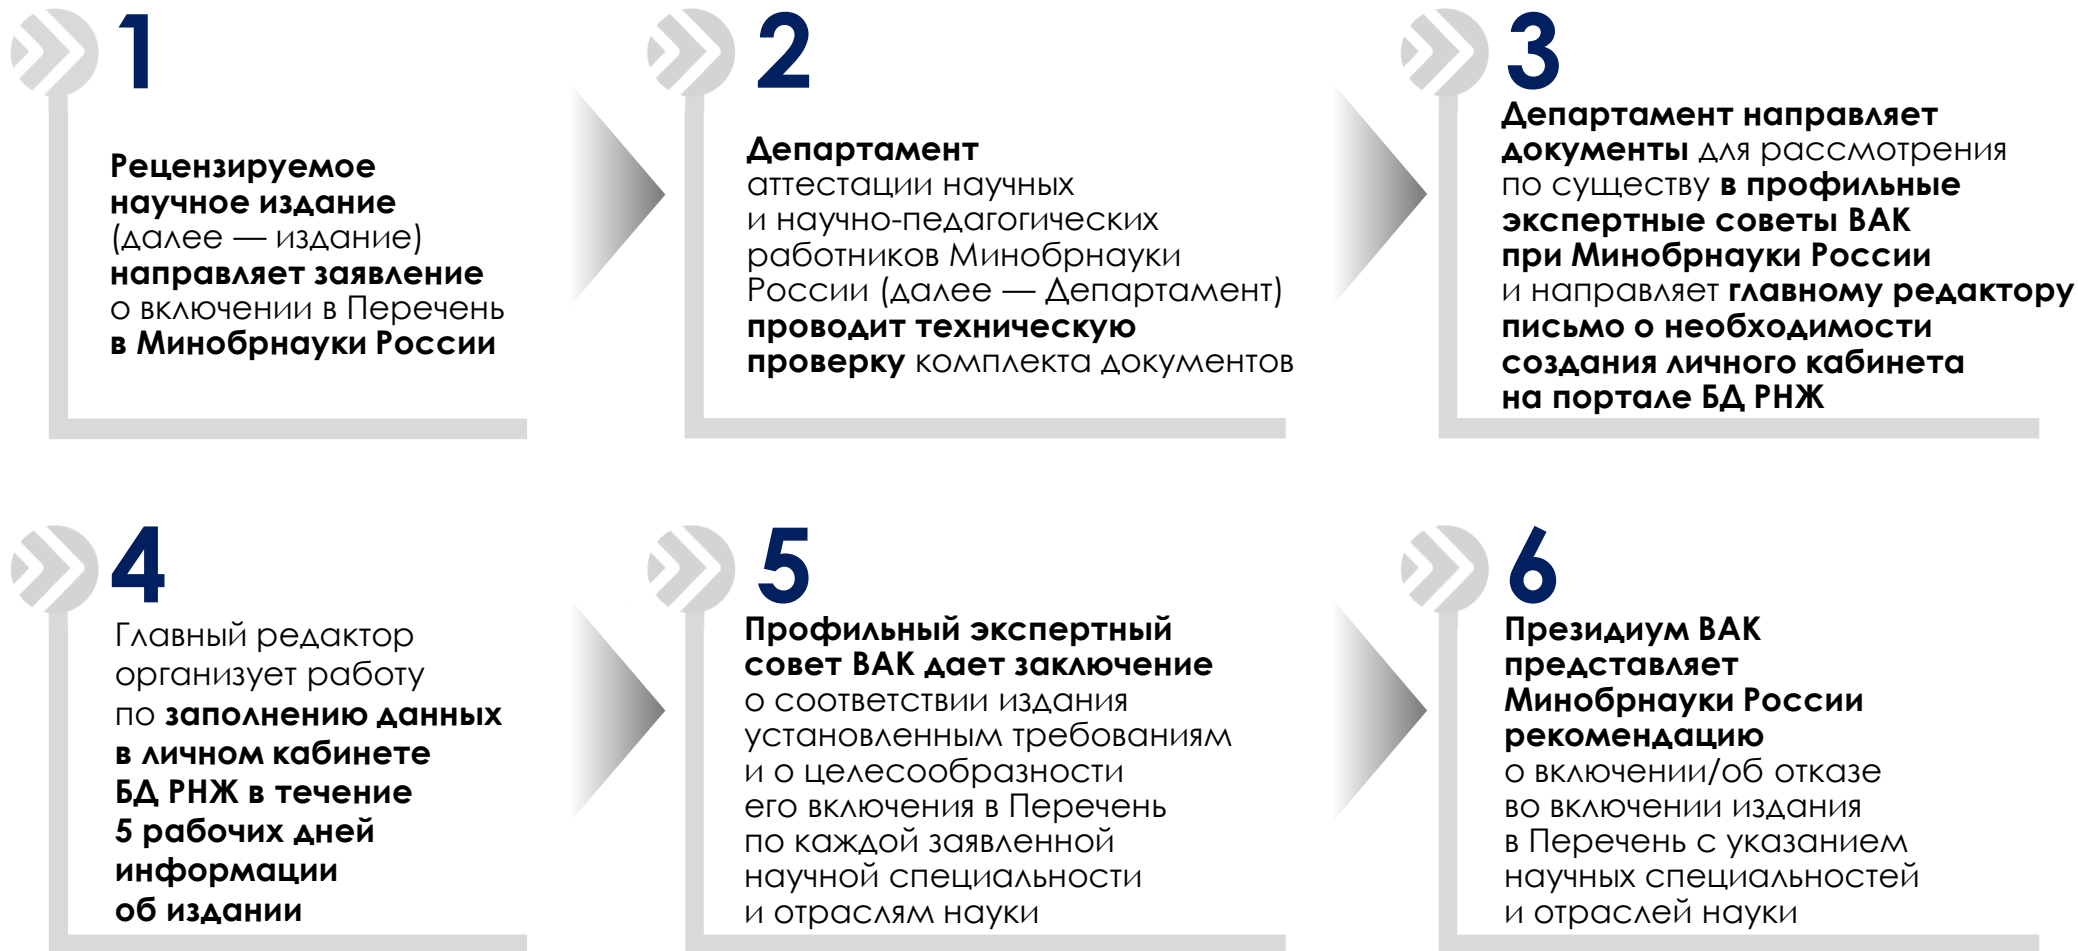 1
Рецензируемое
научное издание
(далее — издание)
направляет заявление
о включении в Перечень
в Минобрнауки России
2
Департамент
аттестации научных
и научно-педагогических
работников Минобрнауки
России (далее — Департамент)
проводит техническую
проверку комплекта документов
3
Департамент направляет
документы для рассмотрения
по существу в профильные
экспертные советы ВАК
при Минобрнауки России
и направляет главному редактору
письмо о необходимости
создания личного кабинета
на портале БД РНЖ
4
Главный редактор
организует работу
по заполнению данных
в личном кабинете
БД РНЖ в течение
5 рабочих дней
информации
об издании
5
Профильный экспертный
совет ВАК дает заключение
о соответствии издания
установленным требованиям
и о целесообразности
его включения в Перечень
по каждой заявленной
научной специальности
и отраслям науки
6
Президиум ВАК
представляет
Минобрнауки России
рекомендацию
о включении/об отказе
во включении издания
в Перечень с указанием
научных специальностей
и отраслей науки